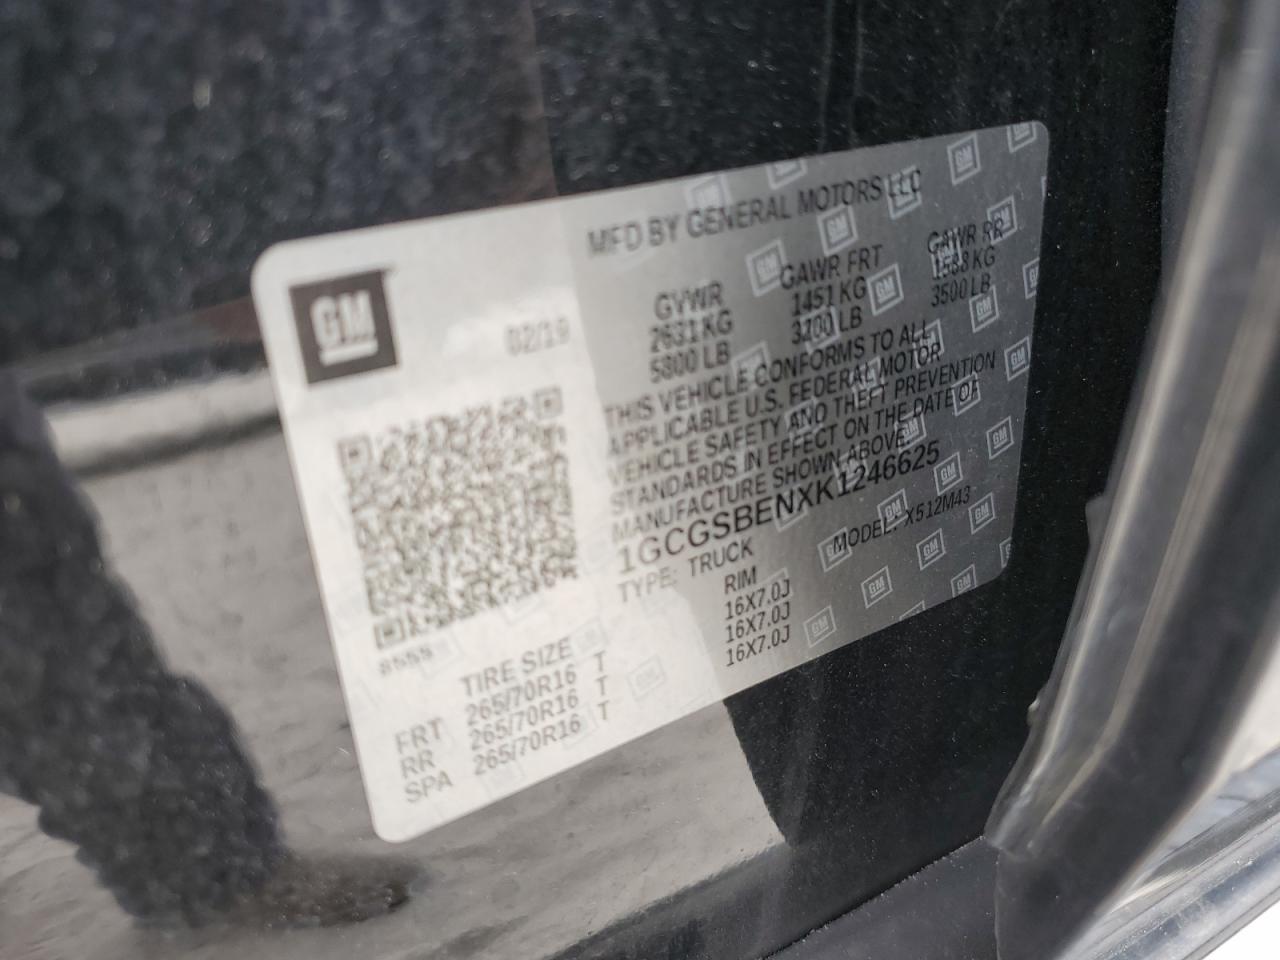 GM
02/19
MFD BY GENERAL MOTORS LLC
GVWR GAWR FRT GAWR RR
2631 KG 1451 KG 1588 KG
5800 LB 3200 LB 3500 LB
THIS VEHICLE CONFORMS TO ALL
APPLICABLE U.S. FEDERAL MOTOR
VEHICLE SAFETY AND THEFT PREVENTION
STANDARDS IN EFFECT ON THE DATE OF
MANUFACTURE SHOWN ABOVE.
1GCGSBENXK1246625
TYPE: TRUCK MODEL: X512M43
TIRE SIZE RIM
FRT 265/70R16 T 16X7.0J
RR 265/70R16 T 16X7.0J
SPA 265/70R16 T 16X7.0J